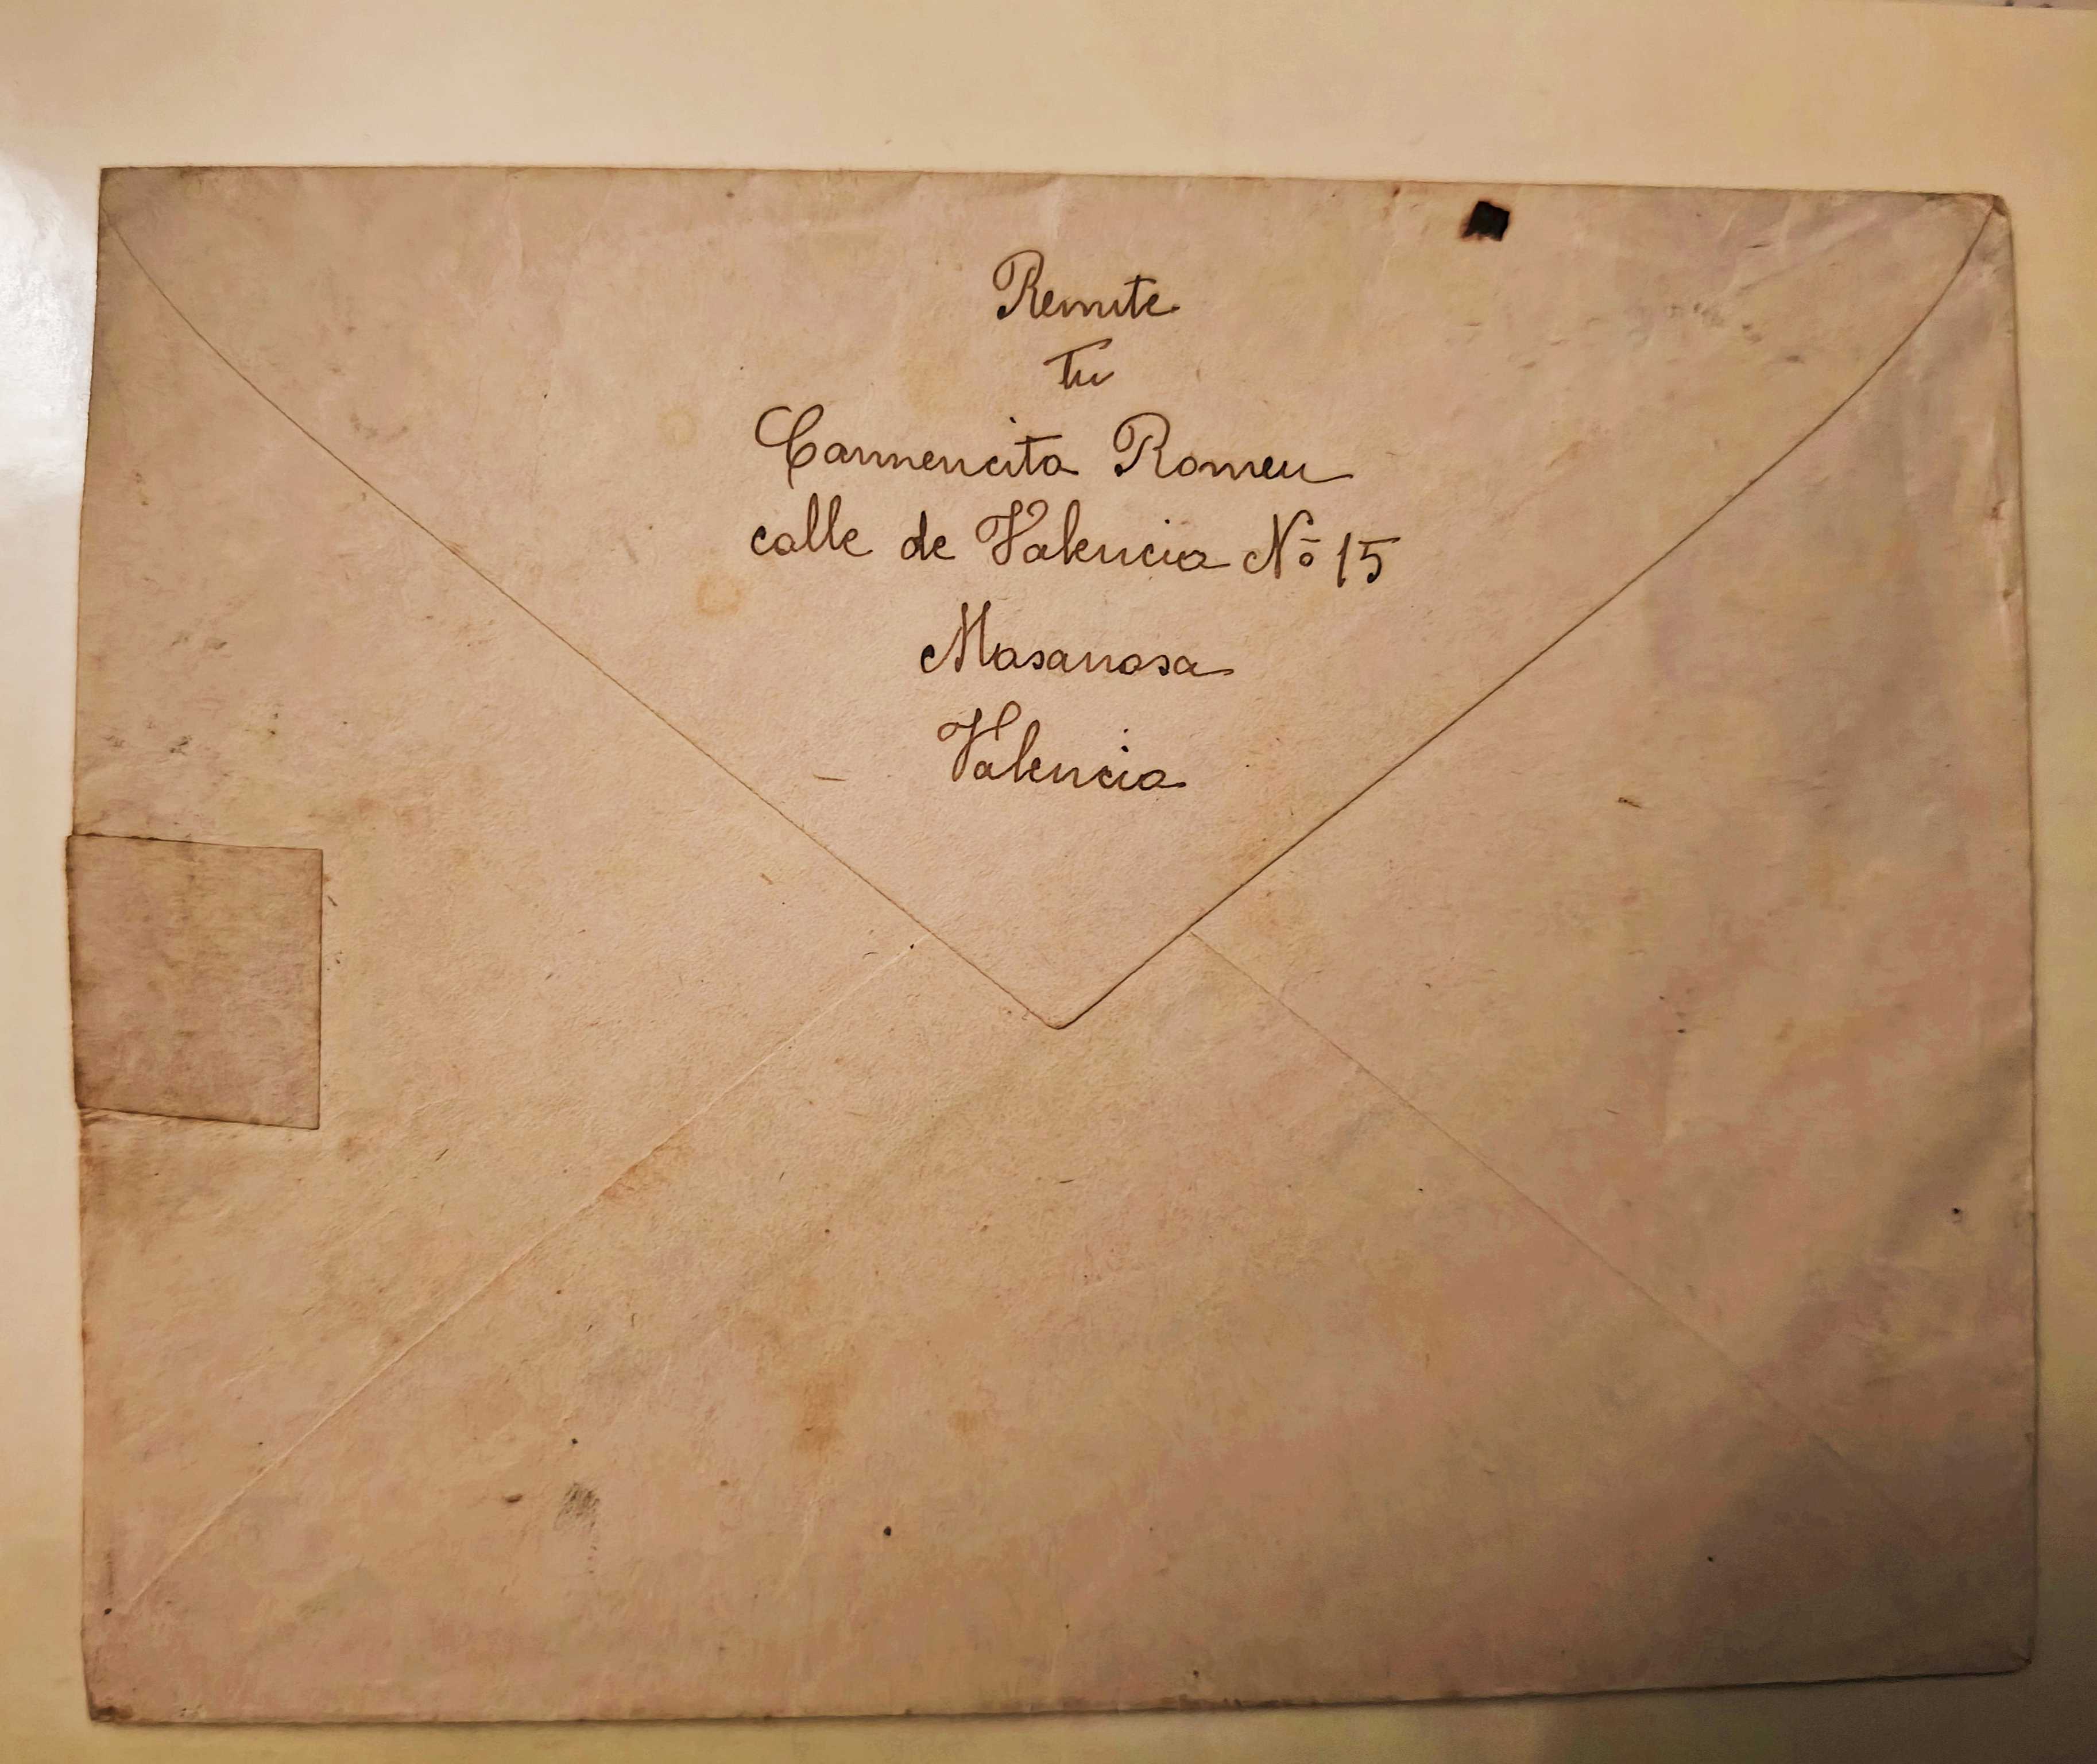 Remite
tu
Carmencita Romeu
calle de Valencia Nº 15
Masanasa
Valencia